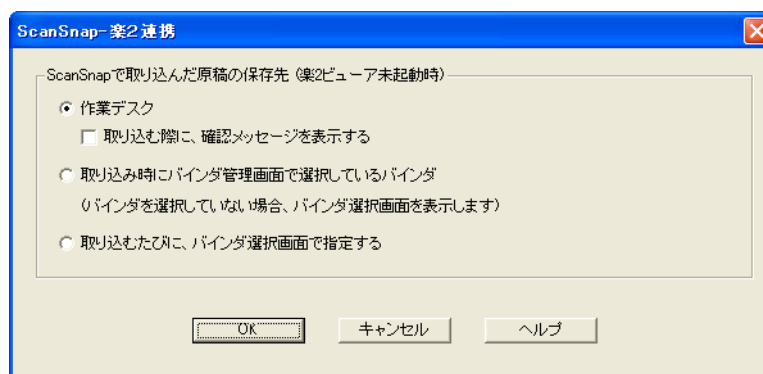 ScanSnap-楽2連携
ScanSnapで取り込んだ原稿の保存先（楽2ビューア未起動時）
作業デスク
取り込む際に、確認メッセージを表示する
取り込み時にバインダ管理画面で選択しているバインダ
（バインダを選択していない場合、バインダ選択画面を表示します）
取り込むたびに、バインダ選択画面で指定する
OK キャンセル ヘルプ